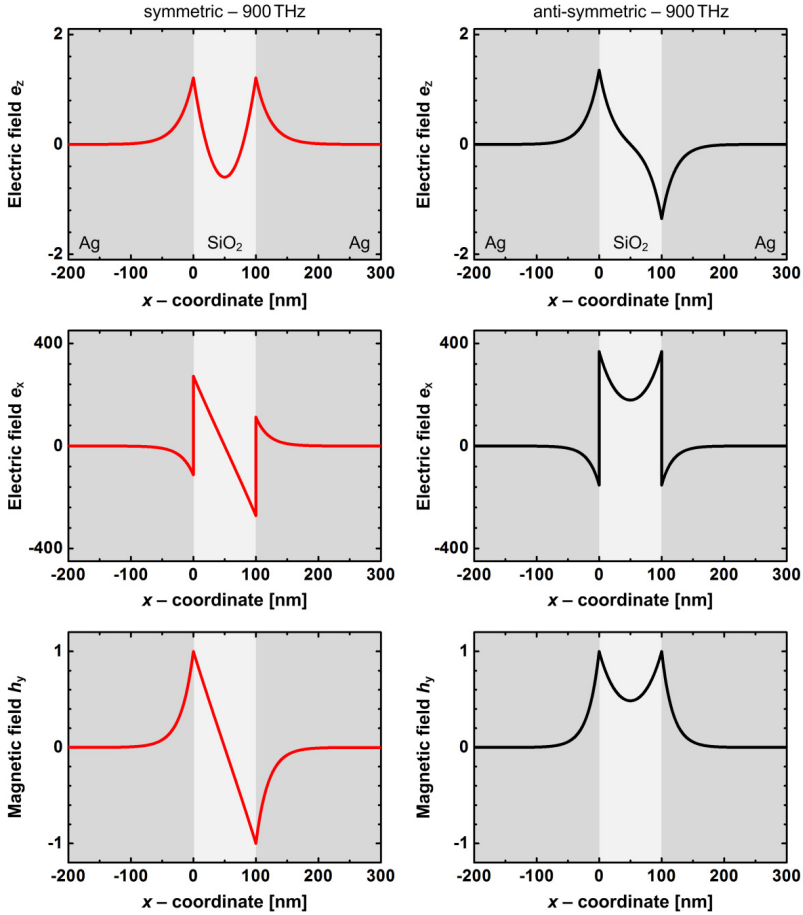 symmetric – 900 THz
anti-symmetric – 900 THz
Electric field e_z
2
0
-2
Ag
SiO₂
Ag
-200 -100 0 100 200 300
x – coordinate [nm]
Electric field e_z
2
0
-2
Ag
SiO₂
Ag
-200 -100 0 100 200 300
x – coordinate [nm]
Electric field eₓ
400
0
-400
-200 -100 0 100 200 300
x – coordinate [nm]
Electric field eₓ
400
0
-400
-200 -100 0 100 200 300
x – coordinate [nm]
Magnetic field h_y
1
0
-1
-200 -100 0 100 200 300
x – coordinate [nm]
Magnetic field h_y
1
0
-1
-200 -100 0 100 200 300
x – coordinate [nm]